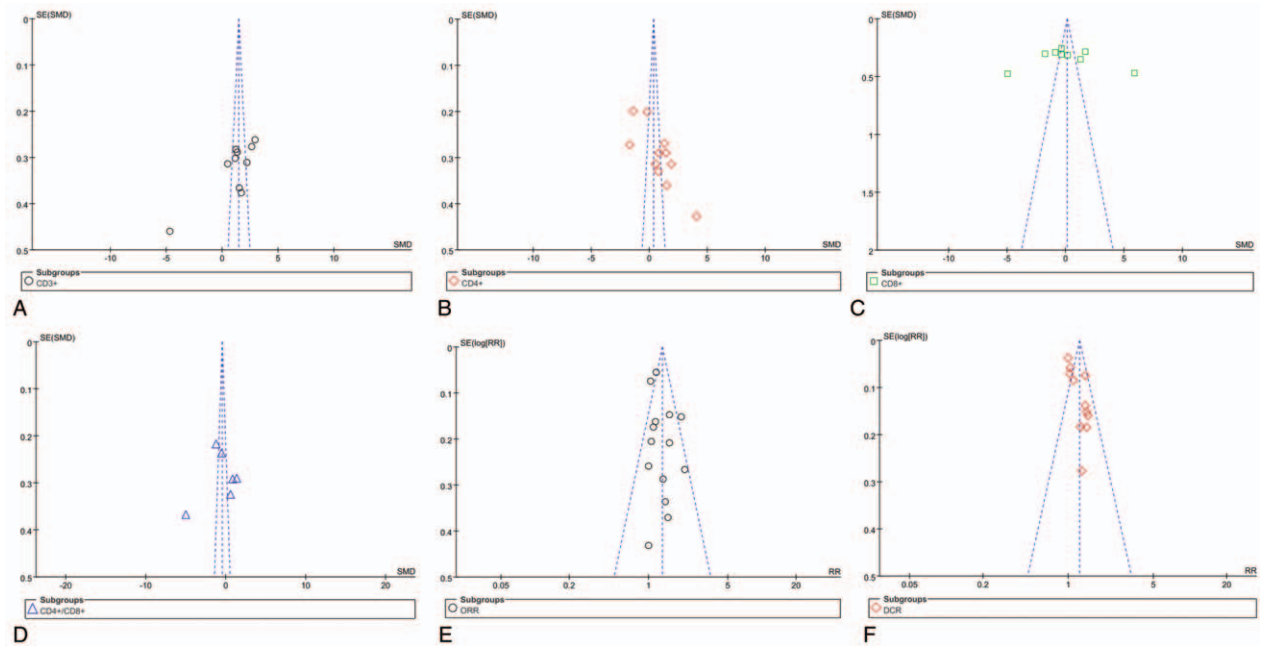 SE(SMD)
0
0.1
0.2
0.3
0.4
0.5
-10 -5 0 5 10
SMD
Subgroups
CD3+
A
SE(SMD)
0
0.1
0.2
0.3
0.4
0.5
-10 -5 0 5 10
SMD
Subgroups
CD4+
B
SE(SMD)
0
0.5
1
1.5
2
-10 -5 0 5 10
SMD
Subgroups
CD8+
C
SE(SMD)
0
0.1
0.2
0.3
0.4
0.5
-20 -10 0 10 20
SMD
Subgroups
CD4+/CD8+
D
SE(log[RR])
0
0.1
0.2
0.3
0.4
0.5
0.05 0.2 1 5 20
RR
Subgroups
ORR
E
SE(log[RR])
0
0.1
0.2
0.3
0.4
0.5
0.05 0.2 1 5 20
RR
Subgroups
DCR
F